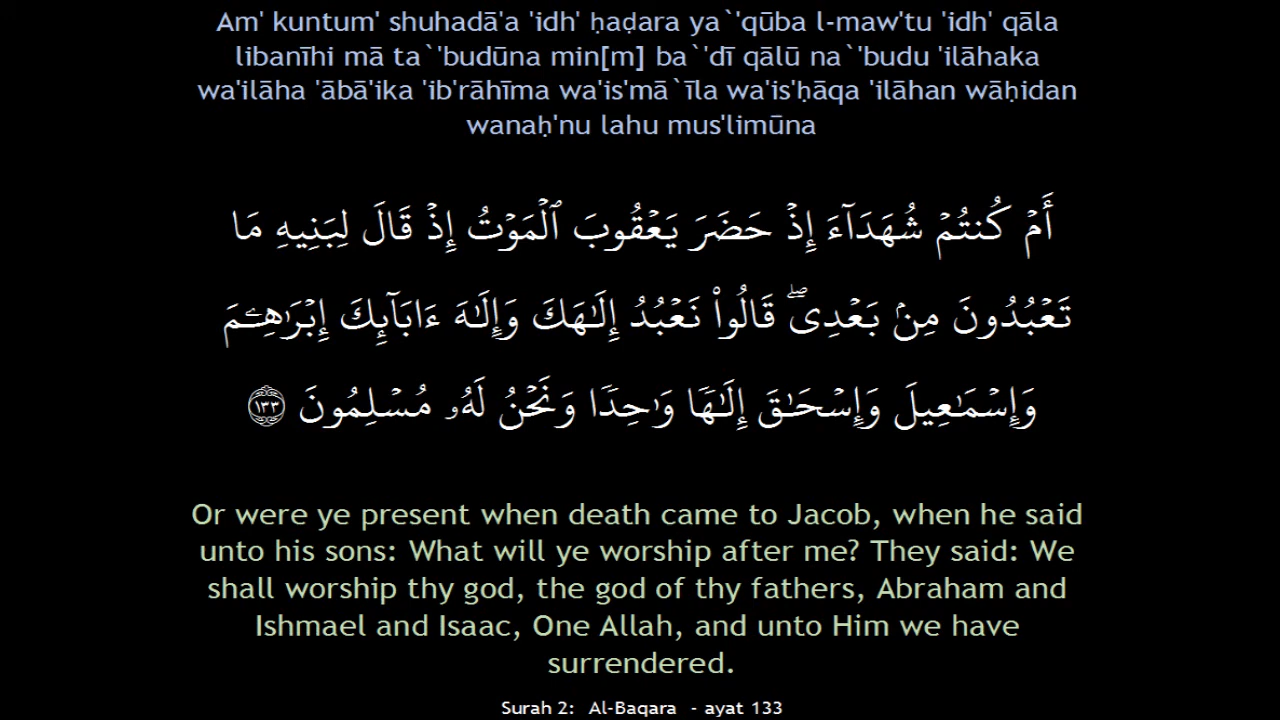 Am' kuntum' shuhadā'a 'idh' ḥaḍara ya`'qūba l-maw'tu 'idh' qāla
libanīhi mā ta`'budūna min[m] ba`'dī qālū na`'budu 'ilāhaka
wa'ilāha 'ābā'ika 'ib'rāhīma wa'is'mā`īla wa'is'ḥāqa 'ilāhan wāḥidan
wanaḥ'nu lahu mus'limūna
أَمۡ كُنتُمۡ شُهَدَآءَ إِذۡ حَضَرَ يَعۡقُوبَ ٱلۡمَوۡتُ إِذۡ قَالَ لِبَنِيهِ مَا
تَعۡبُدُونَ مِنۢ بَعۡدِىۖ قَالُواْ نَعۡبُدُ إِلَـٰهَكَ وَإِلَـٰهَ ءَابَآئِكَ إِبۡرَٲهِـۧمَ
وَإِسۡمَـٰعِيلَ وَإِسۡحَـٰقَ إِلَـٰهً۬ا وَٲحِدً۬ا وَنَحۡنُ لَهُ ۥ مُسۡلِمُونَ ١٣٣
Or were ye present when death came to Jacob, when he said
unto his sons: What will ye worship after me? They said: We
shall worship thy god, the god of thy fathers, Abraham and
Ishmael and Isaac, One Allah, and unto Him we have
surrendered.
Surah 2: Al-Baqara - ayat 133